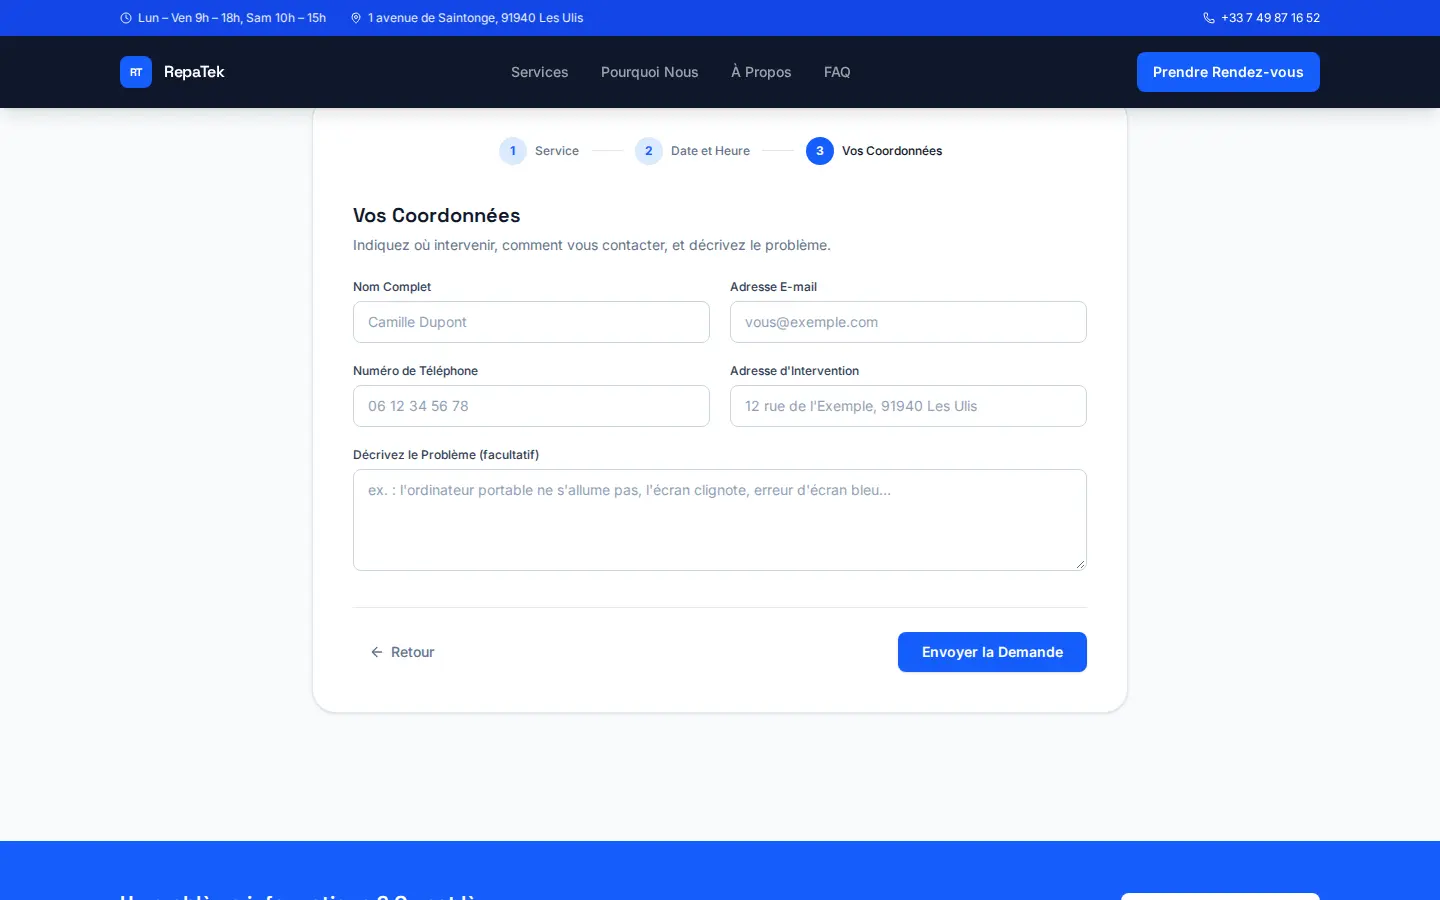 Lun – Ven 9h – 18h, Sam 10h – 15h
1 avenue de Saintonge, 91940 Les Ulis
+33 7 49 87 16 52
RT
RepaTek
Services
Pourquoi Nous
À Propos
FAQ
Prendre Rendez-vous
1
Service
2
Date et Heure
3
Vos Coordonnées
Vos Coordonnées
Indiquez où intervenir, comment vous contacter, et décrivez le problème.
Nom Complet
Adresse E-mail
Camille Dupont
vous@exemple.com
Numéro de Téléphone
Adresse d'Intervention
06 12 34 56 78
12 rue de l'Exemple, 91940 Les Ulis
Décrivez le Problème (facultatif)
ex. : l'ordinateur portable ne s'allume pas, l'écran clignote, erreur d'écran bleu...
Retour
Envoyer la Demande